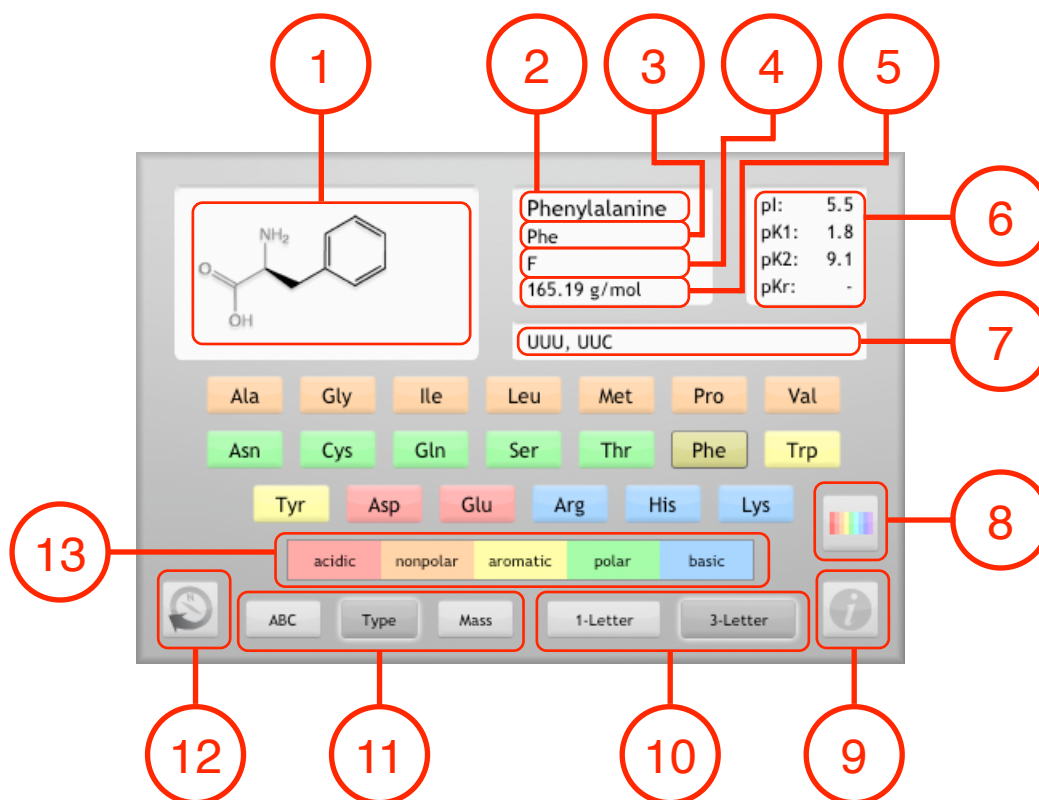 1 2 3 4 5
NH₂
O
OH
Phenylalanine
Phe
F
165.19 g/mol
pI: 5.5
pK1: 1.8
pK2: 9.1
pKr: -
6
UUU, UUC
7
Ala Gly Ile Leu Met Pro Val
Asn Cys Gln Ser Thr Phe Trp
Tyr Asp Glu Arg His Lys
8
13
acidic nonpolar aromatic polar basic
N
ABC Type Mass 1-Letter 3-Letter
i
12 11 10 9